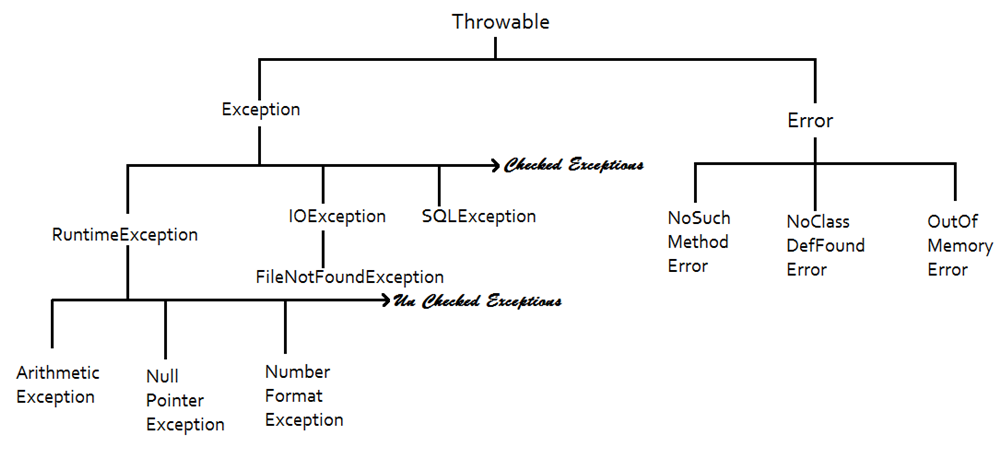 Throwable
Exception
Error
Checked Exceptions
RuntimeException
IOException
SQLException
NoSuch
Method
Error
NoClass
DefFound
Error
OutOf
Memory
Error
FileNotFoundException
Un Checked Exceptions
Arithmetic
Exception
Null
Pointer
Exception
Number
Format
Exception